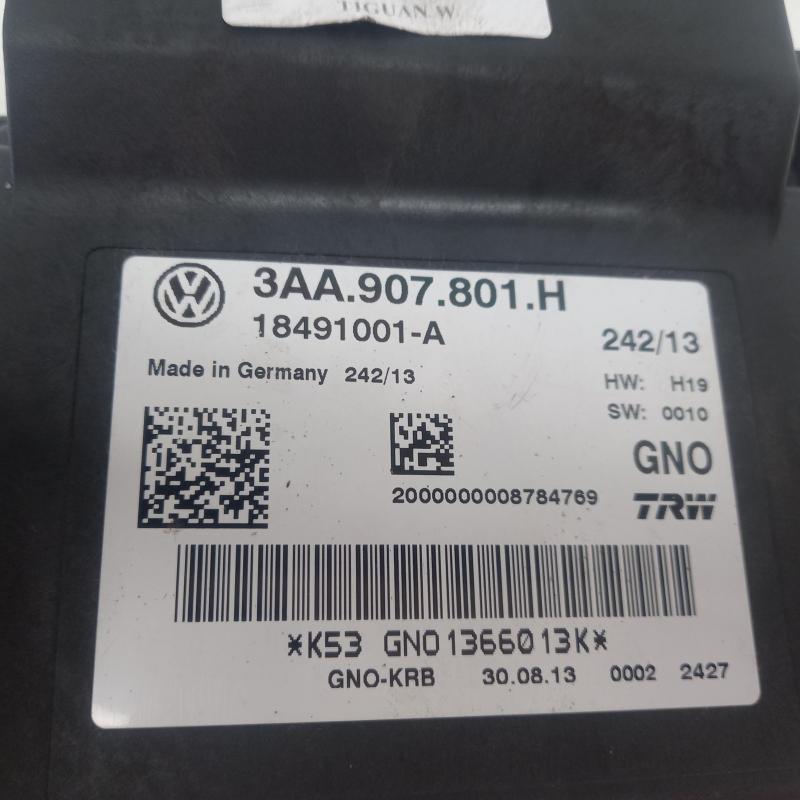 TIGUAN.W
VW
3AA.907.801.H
18491001-A
242/13
Made in Germany 242/13
HW: H19
SW: 0010
GNO
2000000008784769
TRW
*K53 GNO1366013K*
GNO-KRB 30.08.13 0002 2427